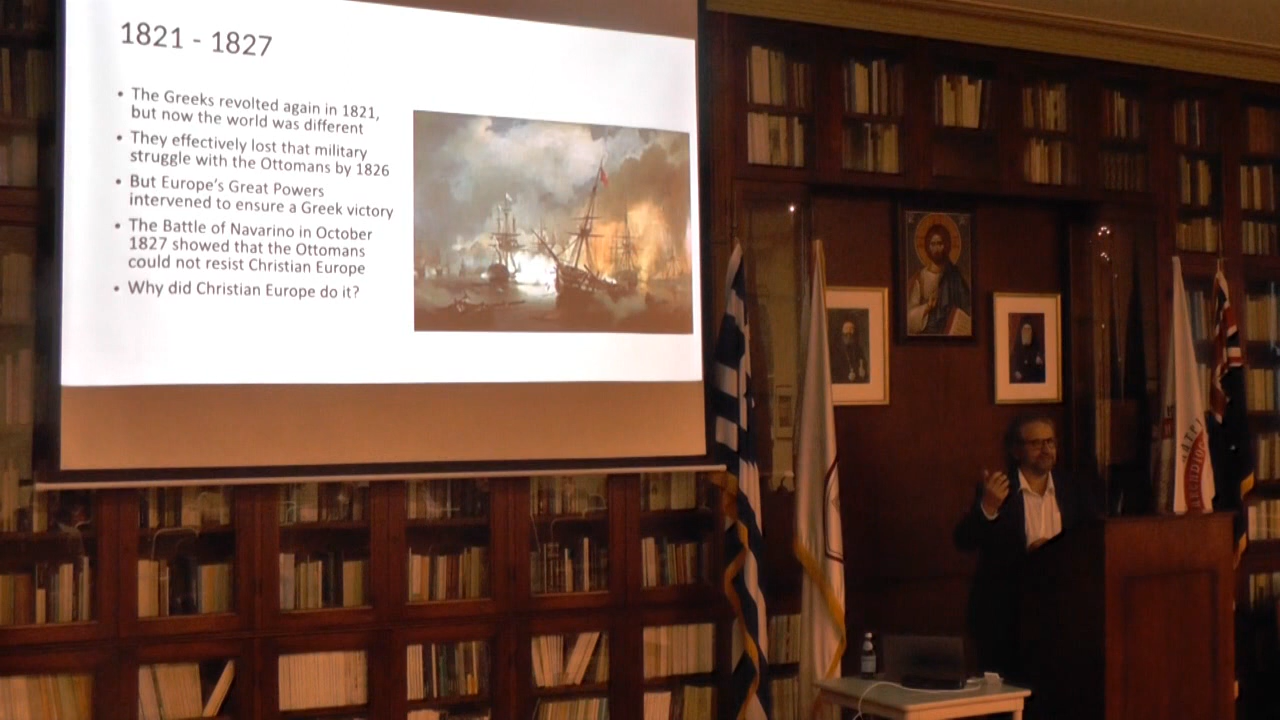 1821 - 1827
• The Greeks revolted again in 1821,
but now the world was different
• They effectively lost that military
struggle with the Ottomans by 1826
• But Europe's Great Powers
intervened to ensure a Greek victory
• The Battle of Navarino in October
1827 showed that the Ottomans
could not resist Christian Europe
• Why did Christian Europe do it?